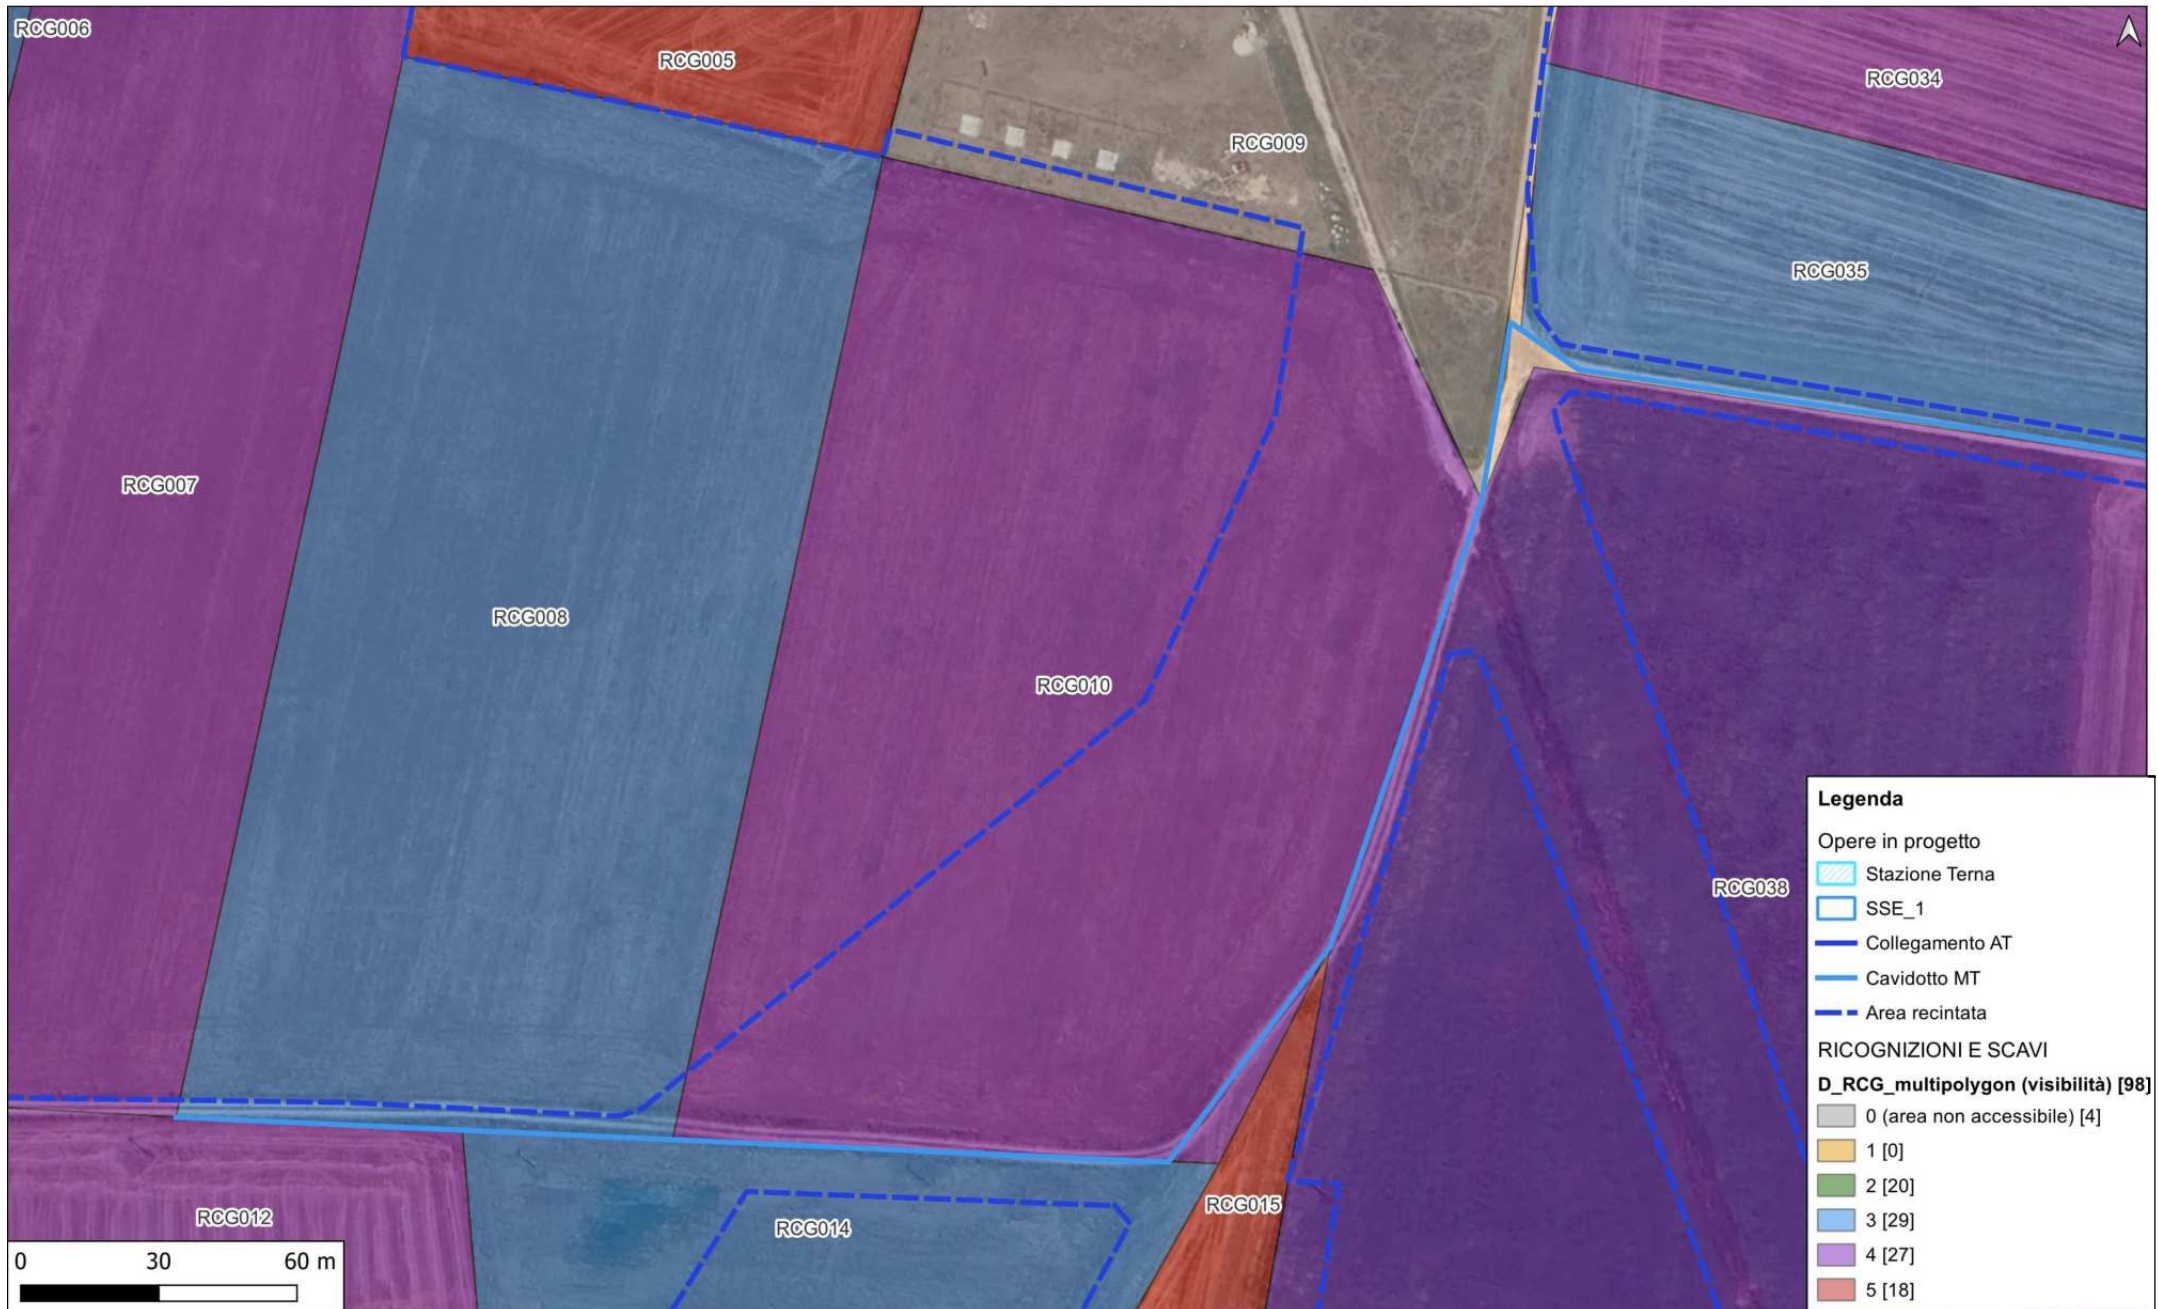 RCG006
RCG005
RCG034
RCG009
RCG035
RCG007
RCG008
RCG010
RCG038
RCG012
RCG014
RCG015
0 30 60 m
Legenda
Opere in progetto
Stazione Terna
SSE_1
Collegamento AT
Cavidotto MT
Area recintata
RICOGNIZIONI E SCAVI
D_RCG_multipolygon (visibilità) [98]
0 (area non accessibile) [4]
1 [0]
2 [20]
3 [29]
4 [27]
5 [18]